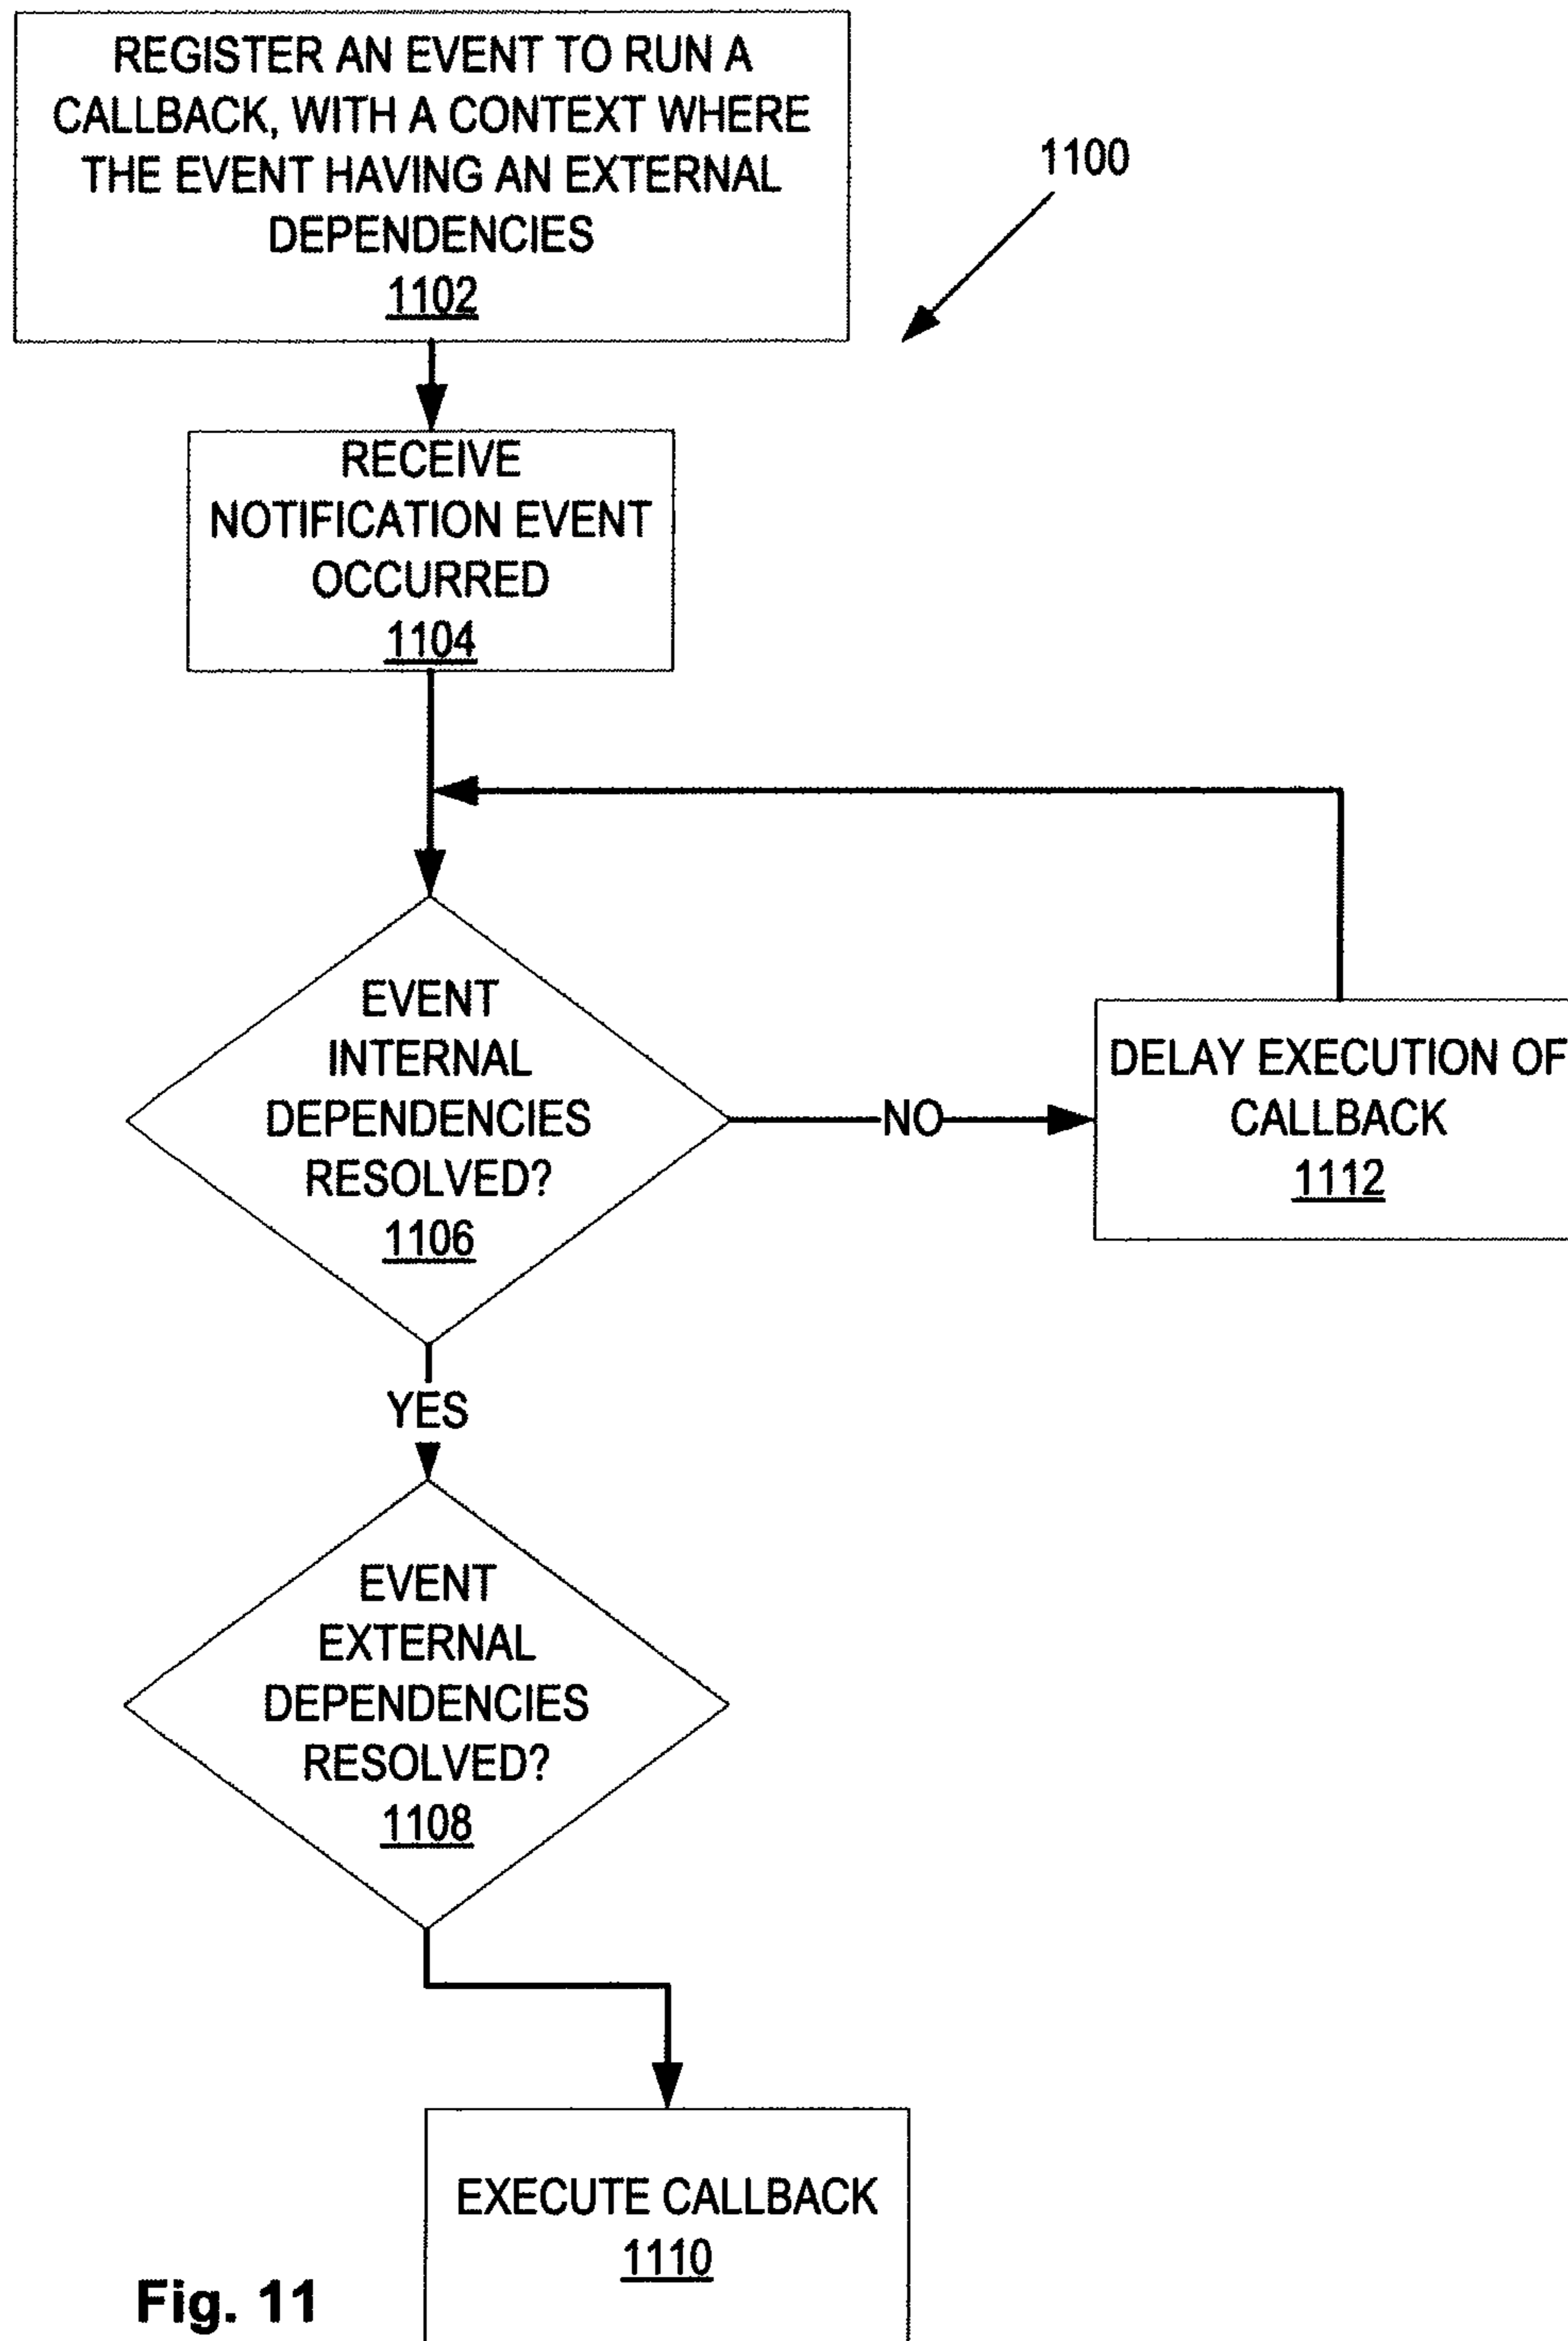 REGISTER AN EVENT TO RUN A
CALLBACK, WITH A CONTEXT WHERE
THE EVENT HAVING AN EXTERNAL
DEPENDENCIES
1102
1100
RECEIVE
NOTIFICATION EVENT
OCCURRED
1104
EVENT
INTERNAL
DEPENDENCIES
RESOLVED?
1106
NO
DELAY EXECUTION OF
CALLBACK
1112
YES
EVENT
EXTERNAL
DEPENDENCIES
RESOLVED?
1108
EXECUTE CALLBACK
1110
Fig. 11